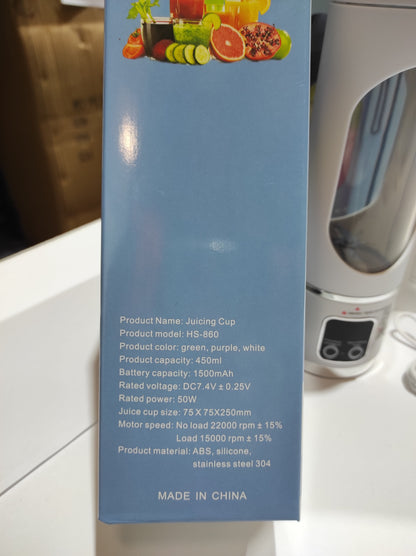 Product Name: Juicing Cup
Product model: HS-860
Product color: green, purple, white
Product capacity: 450ml
Battery capacity: 1500mAh
Rated voltage: DC7.4V ± 0.25V
Rated power: 50W
Juice cup size: 75 X 75X250mm
Motor speed: No load 22000 rpm ± 15%
Load 15000 rpm ± 15%
Product material: ABS, silicone,
stainless steel 304
MADE IN CHINA